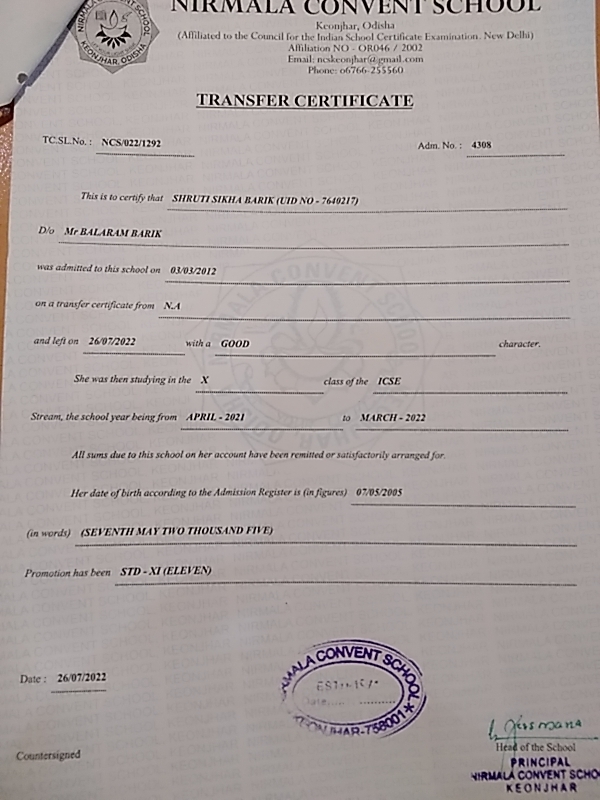 NIRMALA CONVENT SCHOOL
Keonjhar, Odisha
(Affiliated to the Council for the Indian School Certificate Examination. New Delhi)
Affiliation NO - OR046 / 2002
Email: ncskeonjhar@gmail.com
Phone: 06766-255560
TRANSFER CERTIFICATE
TC.SL.No. : NCS/022/1292 Adm. No. : 4308
This is to certify that SHRUTI SIKHA BARIK (UID NO - 7640217)
D/o Mr BALARAM BARIK
was admitted to this school on 03/03/2012
on a transfer certificate from N.A
and left on 26/07/2022 with a GOOD character.
She was then studying in the X class of the ICSE
Stream, the school year being from APRIL - 2021 to MARCH - 2022
All sums due to this school on her account have been remitted or satisfactorily arranged for.
Her date of birth according to the Admission Register is (in figures) 07/05/2005
(in words) (SEVENTH MAY TWO THOUSAND FIVE)
Promotion has been STD - XI (ELEVEN)
Date : 26/07/2022
NIRMALA CONVENT SCHOOL
Date
KEONJHAR-758001
Countersigned
Head of the School
PRINCIPAL
NIRMALA CONVENT SCHO
KEONJHAR